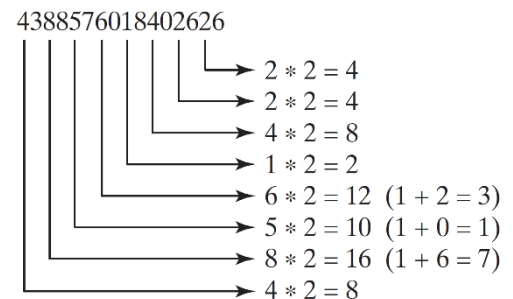 4388576018402626
2 * 2 = 4
2 * 2 = 4
4 * 2 = 8
1 * 2 = 2
6 * 2 = 12 (1 + 2 = 3)
5 * 2 = 10 (1 + 0 = 1)
8 * 2 = 16 (1 + 6 = 7)
4 * 2 = 8